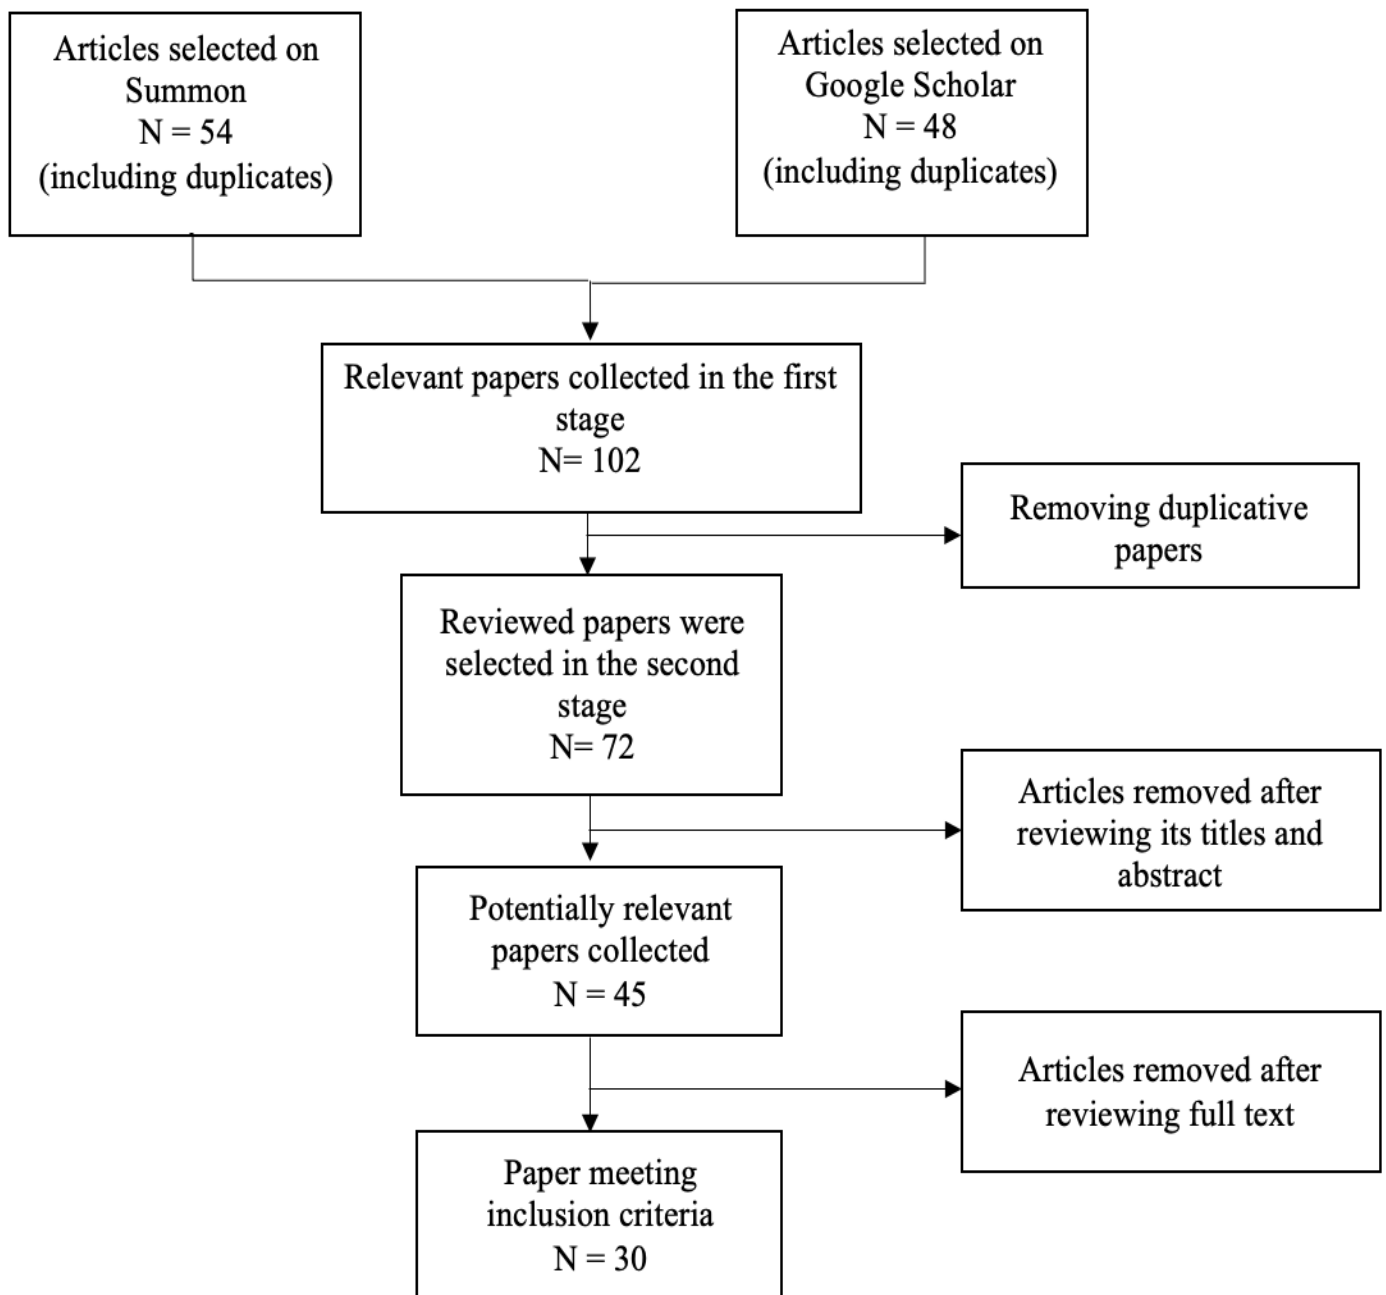 Articles selected on
Summon
N = 54
(including duplicates)
Articles selected on
Google Scholar
N = 48
(including duplicates)
Relevant papers collected in the first
stage
N= 102
Removing duplicative
papers
Reviewed papers were
selected in the second
stage
N= 72
Articles removed after
reviewing its titles and
abstract
Potentially relevant
papers collected
N = 45
Articles removed after
reviewing full text
Paper meeting
inclusion criteria
N = 30